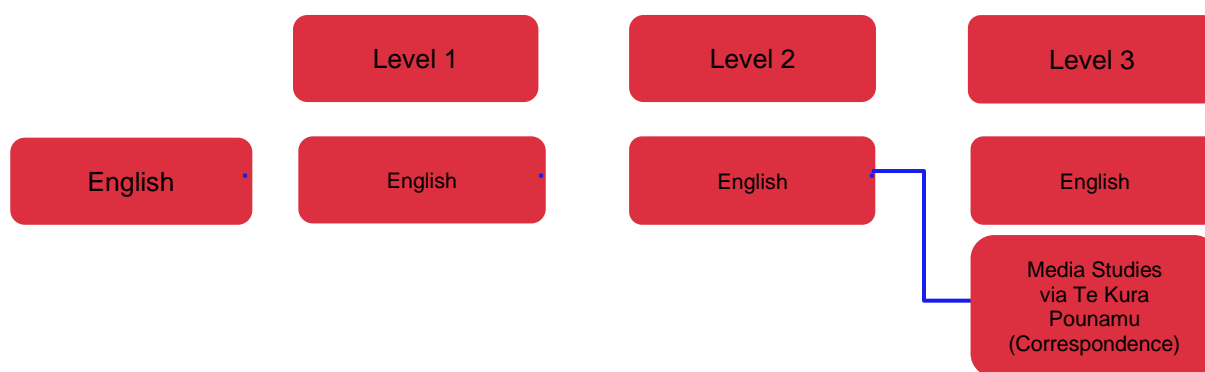 Level 1
Level 2
Level 3
English
English
English
English
Media Studies
via Te Kura
Pounamu
(Correspondence)